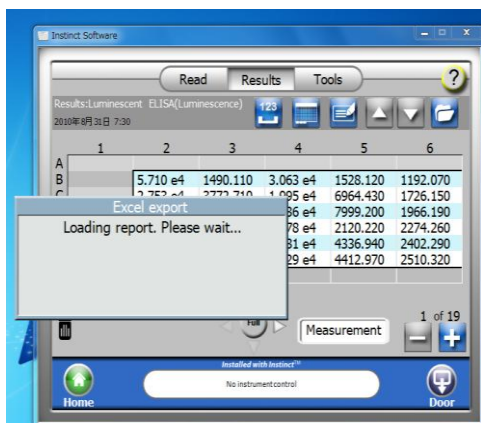 Instinct Software
Read Results Tools ?
Results:Luminescent ELISA(Luminescence)
123
2010年8月31日 7:30
1 2 3 4 5 6
A
B 5.710 e4 1490.110 3.063 e4 1528.120 1192.070
6964.430 1726.150
Excel export
7999.200 1966.190
Loading report. Please wait...
2120.220 2274.260
4336.940 2402.290
4412.970 2510.320
Full
Measurement
1 of 19
Installed with Instinct™
No instrument control
Home
Door